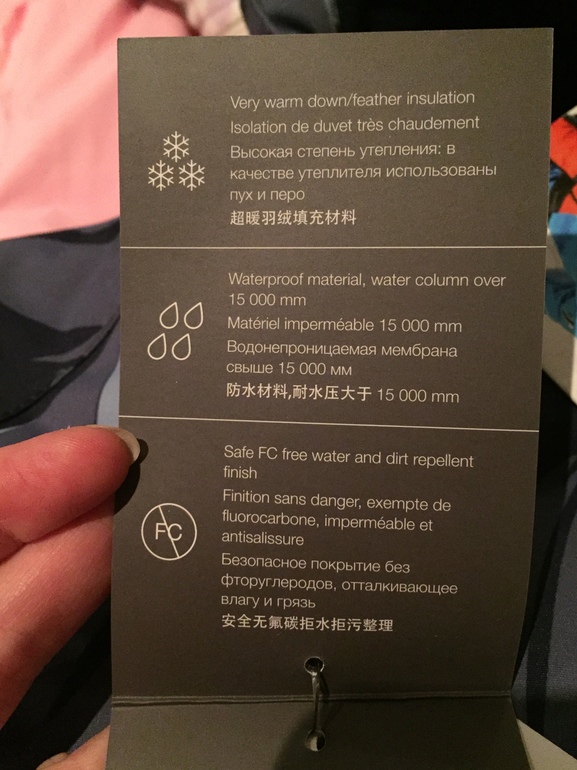 Very warm down/feather insulation
Isolation de duvet très chaudement
Высокая степень утепления: в
качестве утеплителя использованы
пух и перо
超暖羽绒填充材料
Waterproof material, water column over
15 000 mm
Matériel imperméable 15 000 mm
Водонепроницаемая мембрана
свыше 15 000 мм
防水材料,耐水压大于 15 000 mm
Safe FC free water and dirt repellent
finish
Finition sans danger, exempte de
fluorocarbone, imperméable et
antisalissure
FC
Безопасное покрытие без
фторуглеродов, отталкивающее
влагу и грязь
安全无氟碳拒水拒污整理